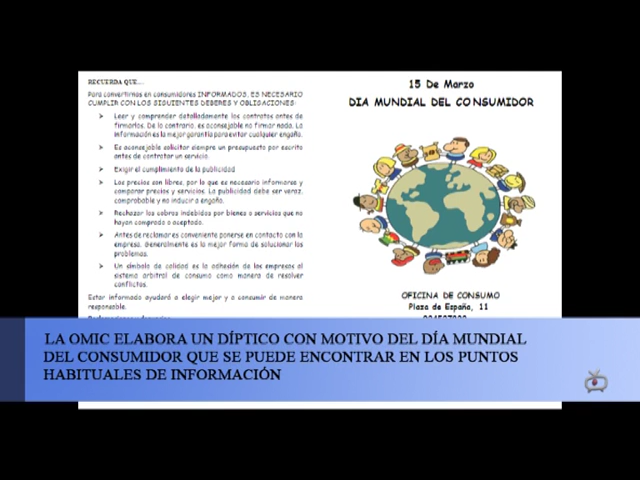 RECUERDA QUE...
Para convertirnos en consumidores INFORMADOS, ES NECESARIO
CUMPLIR CON LOS SIGUIENTES DEBERES Y OBLIGACIONES:
Leer y comprender detalladamente los contratos antes de
firmarlos. De lo contrario, es aconsejable no firmar nada. La
información es la mejor garantía para evitar cualquier engaño.
Es aconsejable solicitar siempre un presupuesto por escrito
antes de contratar un servicio.
Exigir el cumplimiento de la publicidad
Los precios son libres, por lo que es necesario informarse y
comparar precios y servicios. La publicidad debe ser veraz,
comprobable y no inducir a engaño.
Rechazar los cobros indebidos por bienes o servicios que no
hayan comprado o aceptado.
Antes de reclamar es conveniente ponerse en contacto con la
empresa. Generalmente es la mejor forma de solucionar los
problemas.
Un símbolo de calidad es la adhesión de las empresas al
sistema arbitral de consumo como manera de resolver
conflictos.
Estar informado ayudará a elegir mejor y a consumir de manera
responsable.
15 De Marzo
DIA MUNDIAL DEL CONSUMIDOR
OFICINA DE CONSUMO
Plaza de España, 11
LA OMIC ELABORA UN DÍPTICO CON MOTIVO DEL DÍA MUNDIAL
DEL CONSUMIDOR QUE SE PUEDE ENCONTRAR EN LOS PUNTOS
HABITUALES DE INFORMACIÓN